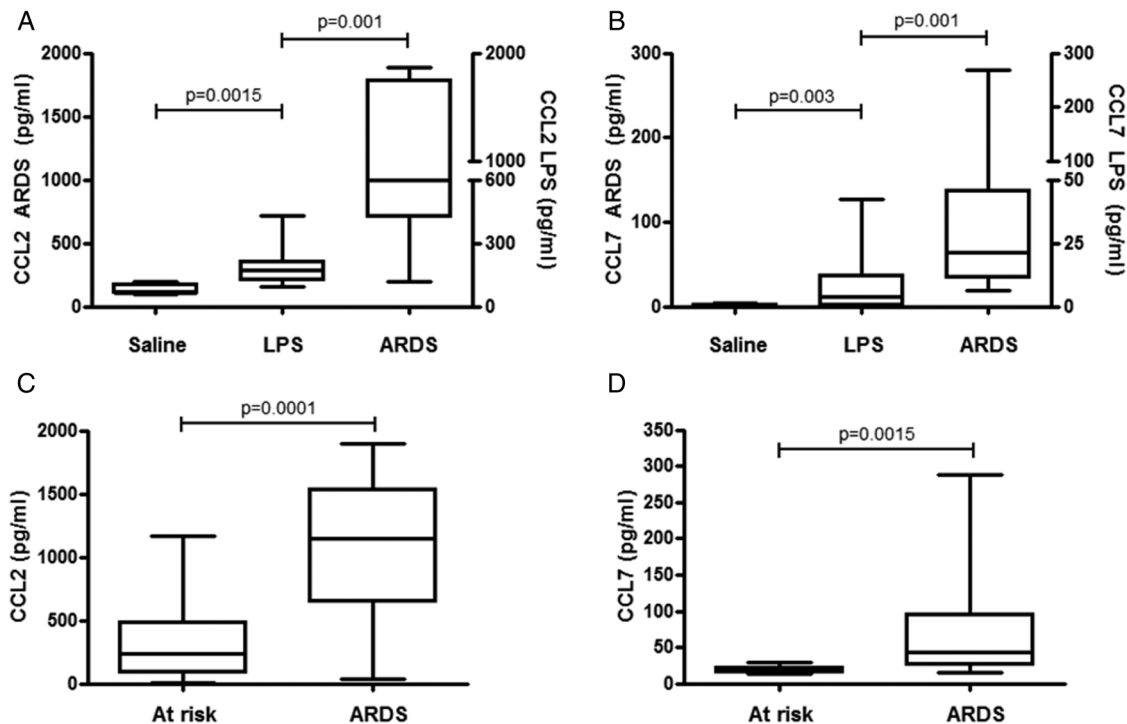 A
p=0.001
p=0.0015
CCL2 ARDS (pg/ml)
2000
1500
1000
500
0
2000
1000
600
300
0
CCL2 LPS (pg/ml)
Saline LPS ARDS
B
p=0.001
p=0.003
CCL7 ARDS (pg/ml)
300
200
100
0
300
200
100
50
25
0
CCL7 LPS (pg/ml)
Saline LPS ARDS
C
p=0.0001
CCL2 (pg/ml)
2000
1500
1000
500
0
At risk ARDS
D
p=0.0015
CCL7 (pg/ml)
350
300
250
200
150
100
50
0
At risk ARDS